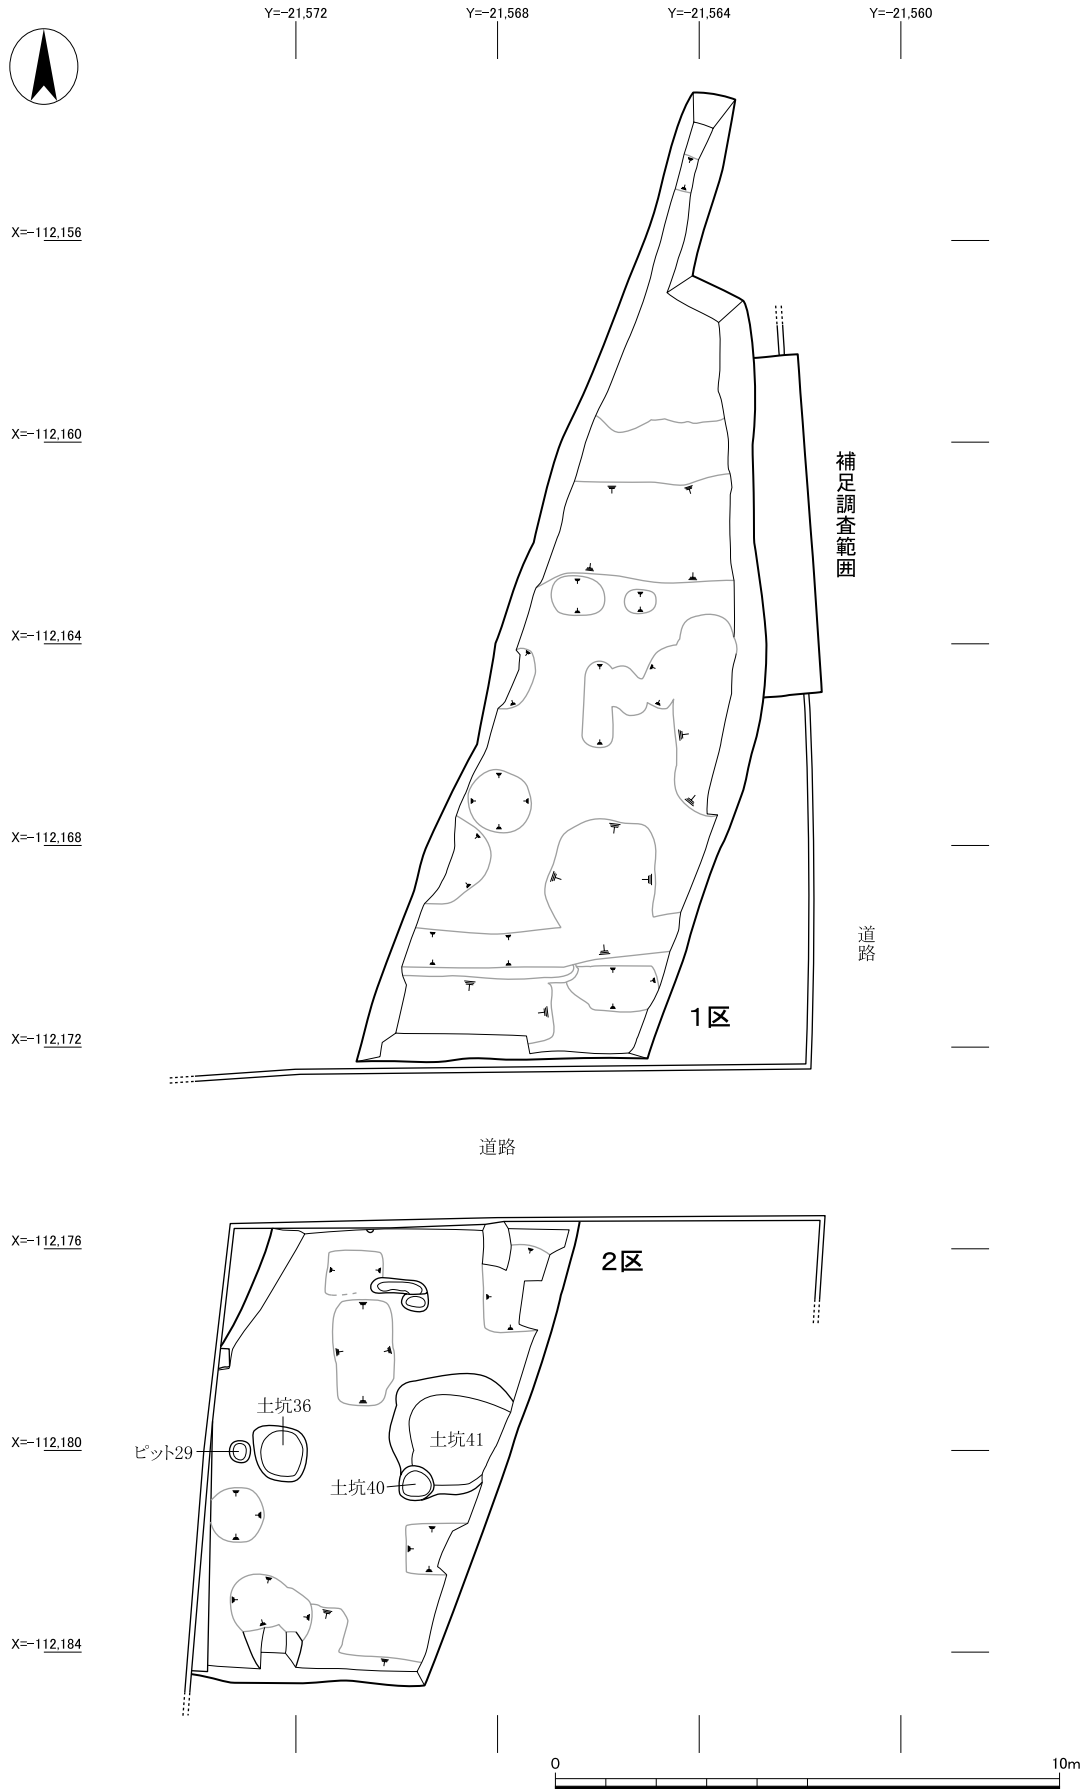 Y=-21,572
Y=-21,568
Y=-21,564
Y=-21,560
X=-112,156
X=-112,160
補足調査範囲
X=-112,164
X=-112,168
道路
1区
X=-112,172
道路
X=-112,176
2区
土坑36
X=-112,180
土坑41
ピット29
土坑40
X=-112,184
0
10m